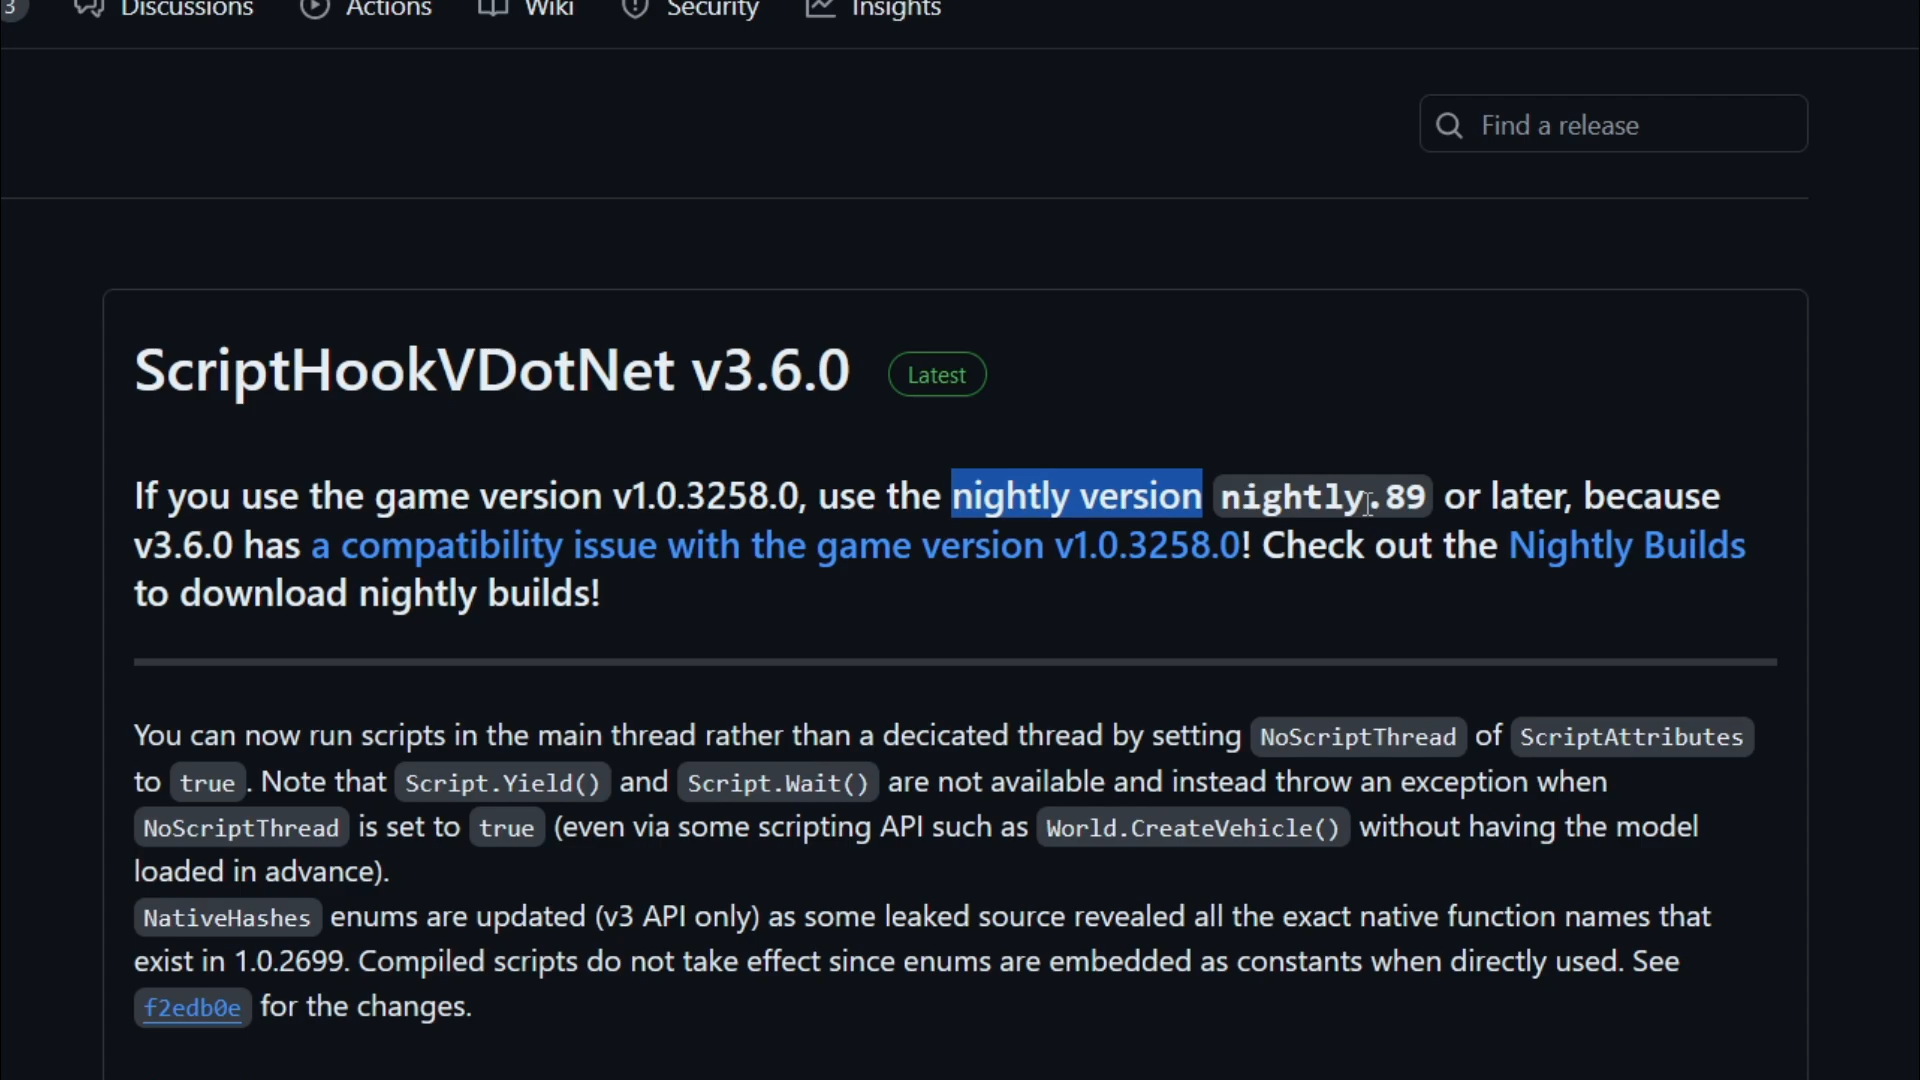 3 Discussions Actions Wiki Security Insights
Find a release
ScriptHookVDotNet v3.6.0 Latest
If you use the game version v1.0.3258.0, use the nightly version nightly.89 or later, because
v3.6.0 has a compatibility issue with the game version v1.0.3258.0! Check out the Nightly Builds
to download nightly builds!
You can now run scripts in the main thread rather than a decicated thread by setting NoScriptThread of ScriptAttributes
to true . Note that Script.Yield() and Script.Wait() are not available and instead throw an exception when
NoScriptThread is set to true (even via some scripting API such as World.CreateVehicle() without having the model
loaded in advance).
NativeHashes enums are updated (v3 API only) as some leaked source revealed all the exact native function names that
exist in 1.0.2699. Compiled scripts do not take effect since enums are embedded as constants when directly used. See
f2edb0e for the changes.